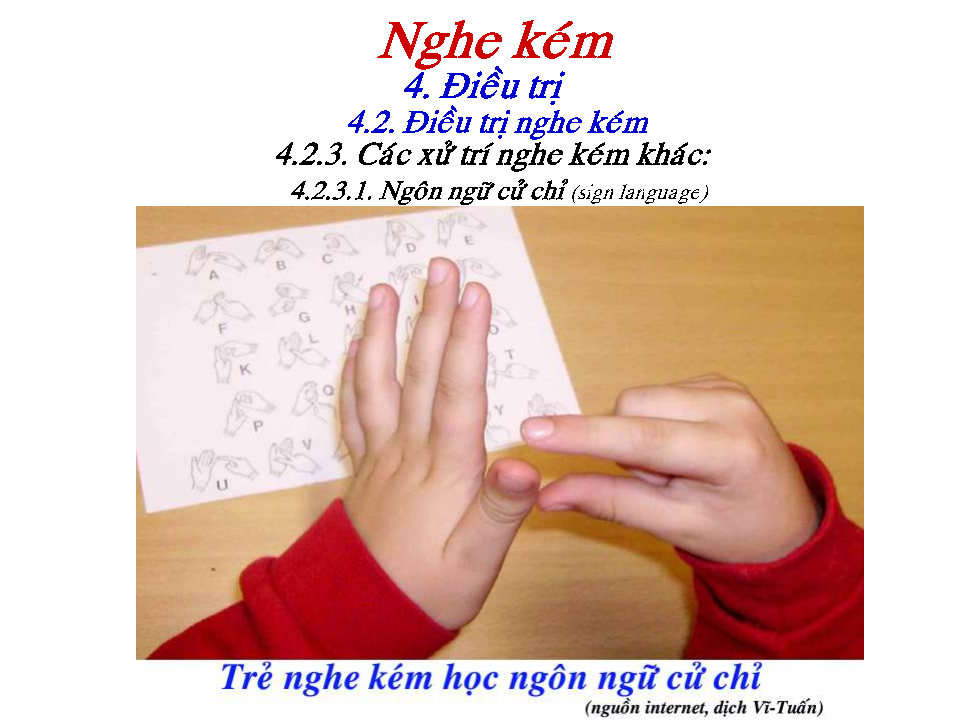 Nghe kém
4. Điều trị
4.2. Điều trị nghe kém
4.2.3. Các xử trí nghe kém khác:
4.2.3.1. Ngôn ngữ cử chỉ (sign language)
A B C D E
F G H I
K L O
P Q T
U V Y
Trẻ nghe kém học ngôn ngữ cử chỉ
(nguồn internet, dịch Vĩ-Tuấn)